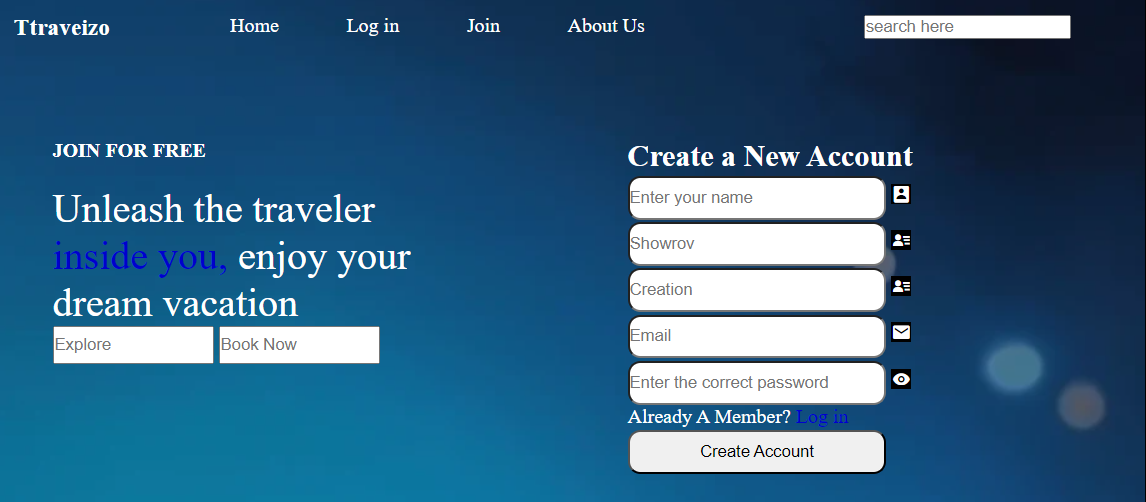 Ttraveizo Home Log in Join About Us search here
JOIN FOR FREE
Unleash the traveler
inside you, enjoy your
dream vacation
Explore Book Now
Create a New Account
Enter your name
Showrov
Creation
Email
Enter the correct password
Already A Member? Log in
Create Account